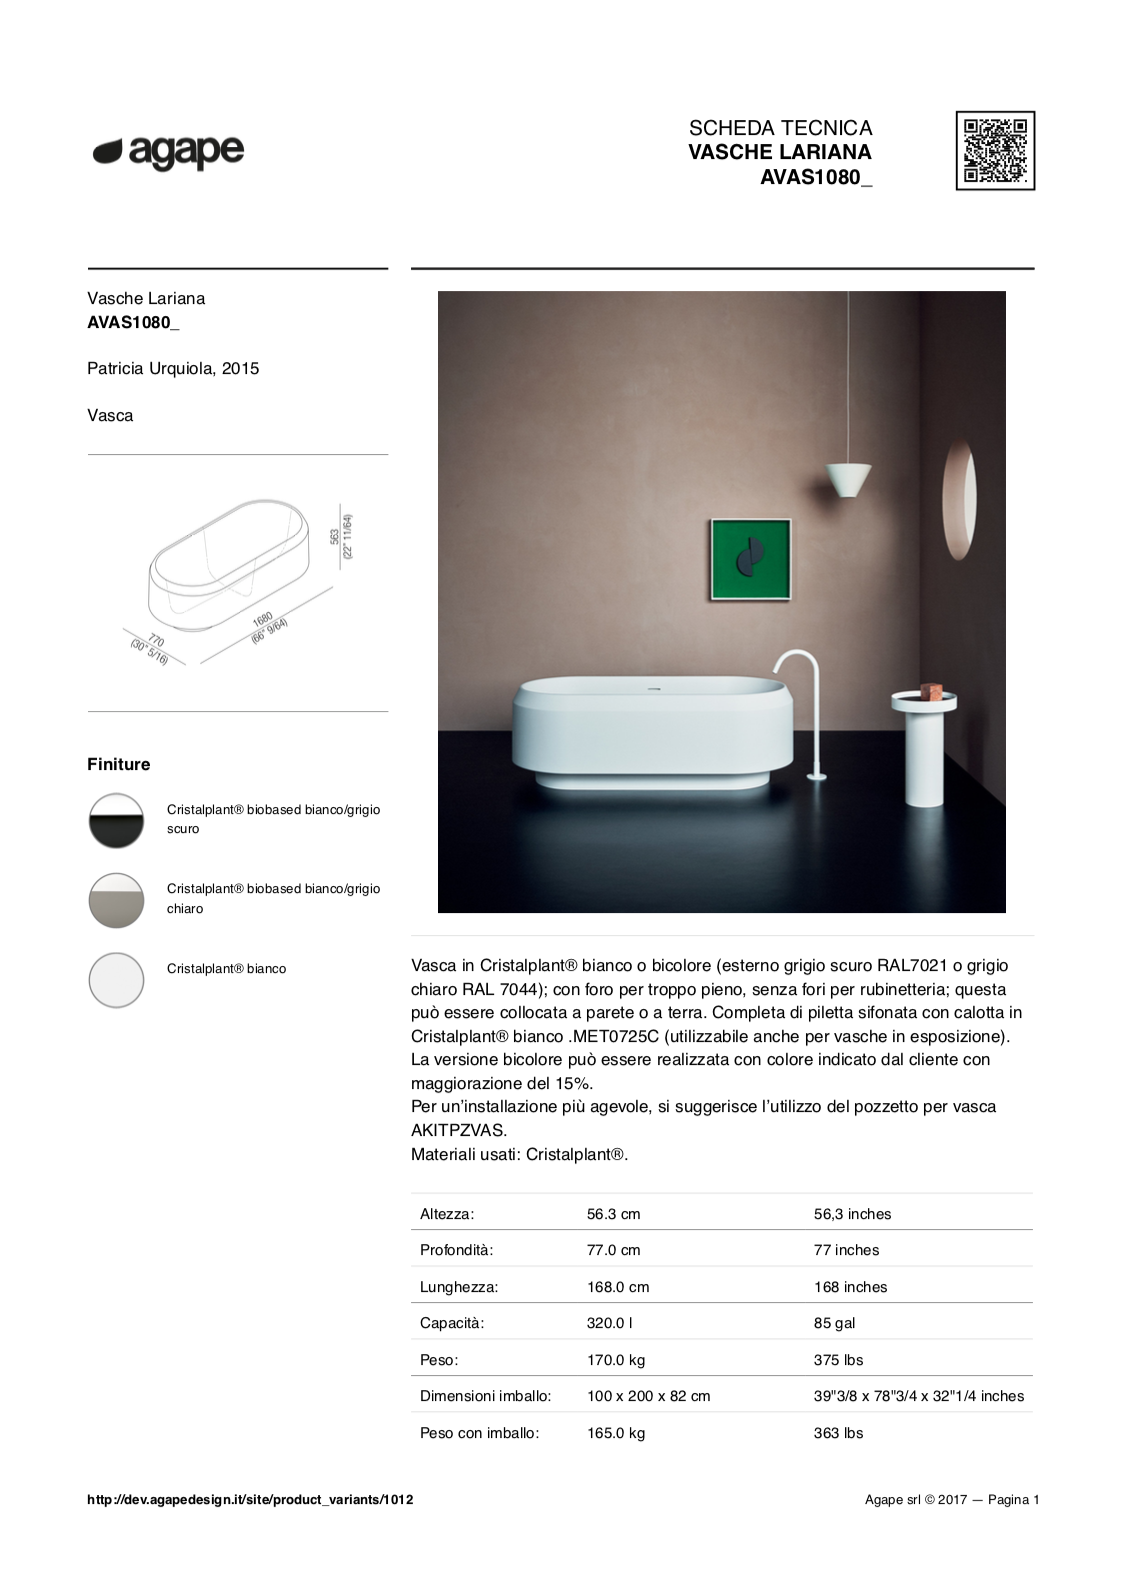 agape
SCHEDA TECNICA
VASCHE LARIANA
AVAS1080_
Vasche Lariana
AVAS1080_
Patricia Urquiola, 2015
Vasca
563
(22" 11/64)
1680
(66" 9/64)
770
(30" 5/16)
Finiture
Cristalplant® biobased bianco/grigio
scuro
Cristalplant® biobased bianco/grigio
chiaro
Cristalplant® bianco
Vasca in Cristalplant® bianco o bicolore (esterno grigio scuro RAL7021 o grigio
chiaro RAL 7044); con foro per troppo pieno, senza fori per rubinetteria; questa
può essere collocata a parete o a terra. Completa di piletta sifonata con calotta in
Cristalplant® bianco .MET0725C (utilizzabile anche per vasche in esposizione).
La versione bicolore può essere realizzata con colore indicato dal cliente con
maggiorazione del 15%.
Per un'installazione più agevole, si suggerisce l'utilizzo del pozzetto per vasca
AKITPZVAS.
Materiali usati: Cristalplant®.
Altezza: 56.3 cm 56,3 inches
Profondità: 77.0 cm 77 inches
Lunghezza: 168.0 cm 168 inches
Capacità: 320.0 l 85 gal
Peso: 170.0 kg 375 lbs
Dimensioni imballo: 100 x 200 x 82 cm 39"3/8 x 78"3/4 x 32"1/4 inches
Peso con imballo: 165.0 kg 363 lbs
http://dev.agapedesign.it/site/product_variants/1012
Agape srl © 2017 — Pagina 1